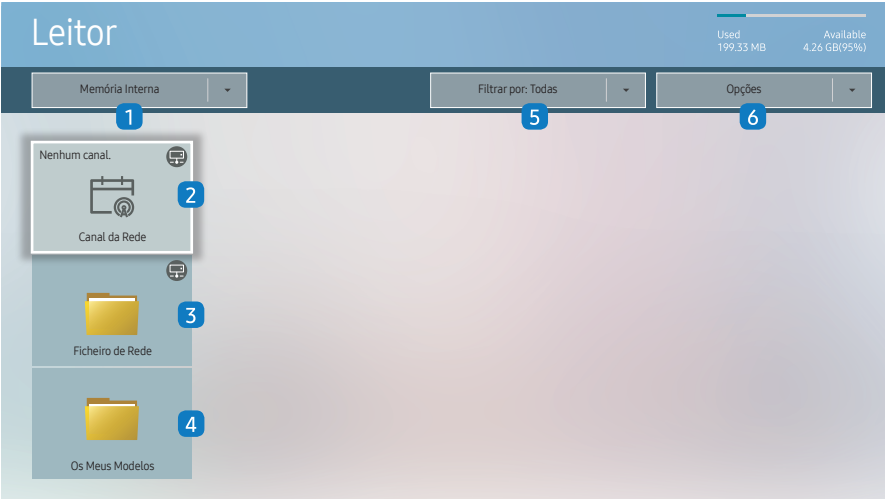 Leitor
Used Available
199.33 MB 4.26 GB(95%)
Memória Interna Filtrar por: Todas Opções
1 5 6
Nenhum canal.
2
Canal da Rede
3
Ficheiro de Rede
4
Os Meus Modelos